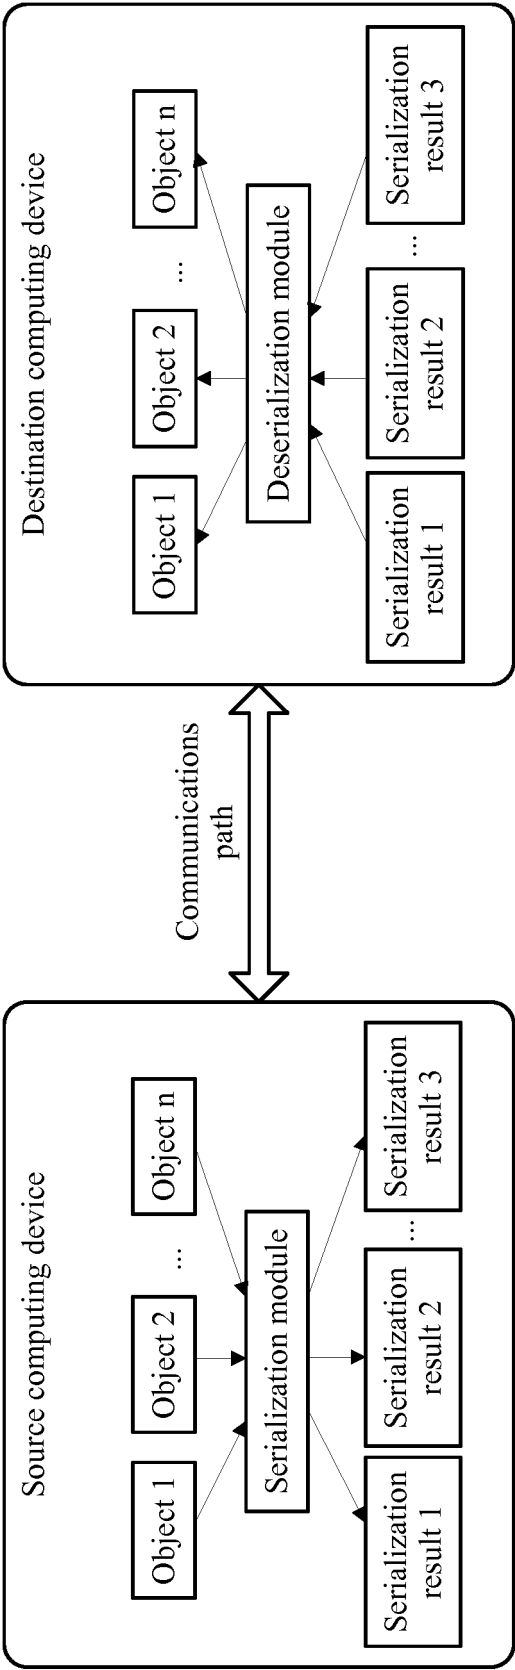 Source computing device
Object 1
Object 2
...
Object n
Serialization module
Serialization
result 1
Serialization
result 2
...
Serialization
result 3
Communications
path
Destination computing device
Object 1
Object 2
...
Object n
Deserialization module
Serialization
result 1
Serialization
result 2
...
Serialization
result 3